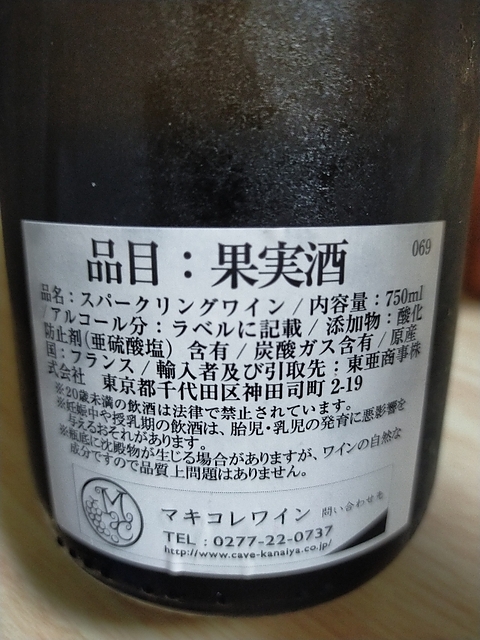 069
品目：果実酒
品名：スパークリングワイン / 内容量：750ml
/ アルコール分：ラベルに記載 / 添加物：酸化
防止剤(亜硫酸塩) 含有 / 炭酸ガス含有 / 原産
国：フランス / 輸入者及び引取先：東亜商事株
式会社 東京都千代田区神田司町 2-19
※20歳未満の飲酒は法律で禁止されています。
※妊娠中や授乳期の飲酒は、胎児・乳児の発育に悪影響を
与えるおそれがあります。
※瓶底に沈殿物が生じる場合がありますが、ワインの自然な
成分ですので品質上問題はありません。
MC
マキコレワイン 問い合わせ先
TEL : 0277-22-0737
http://www.cave-kanaiya.co.jp/